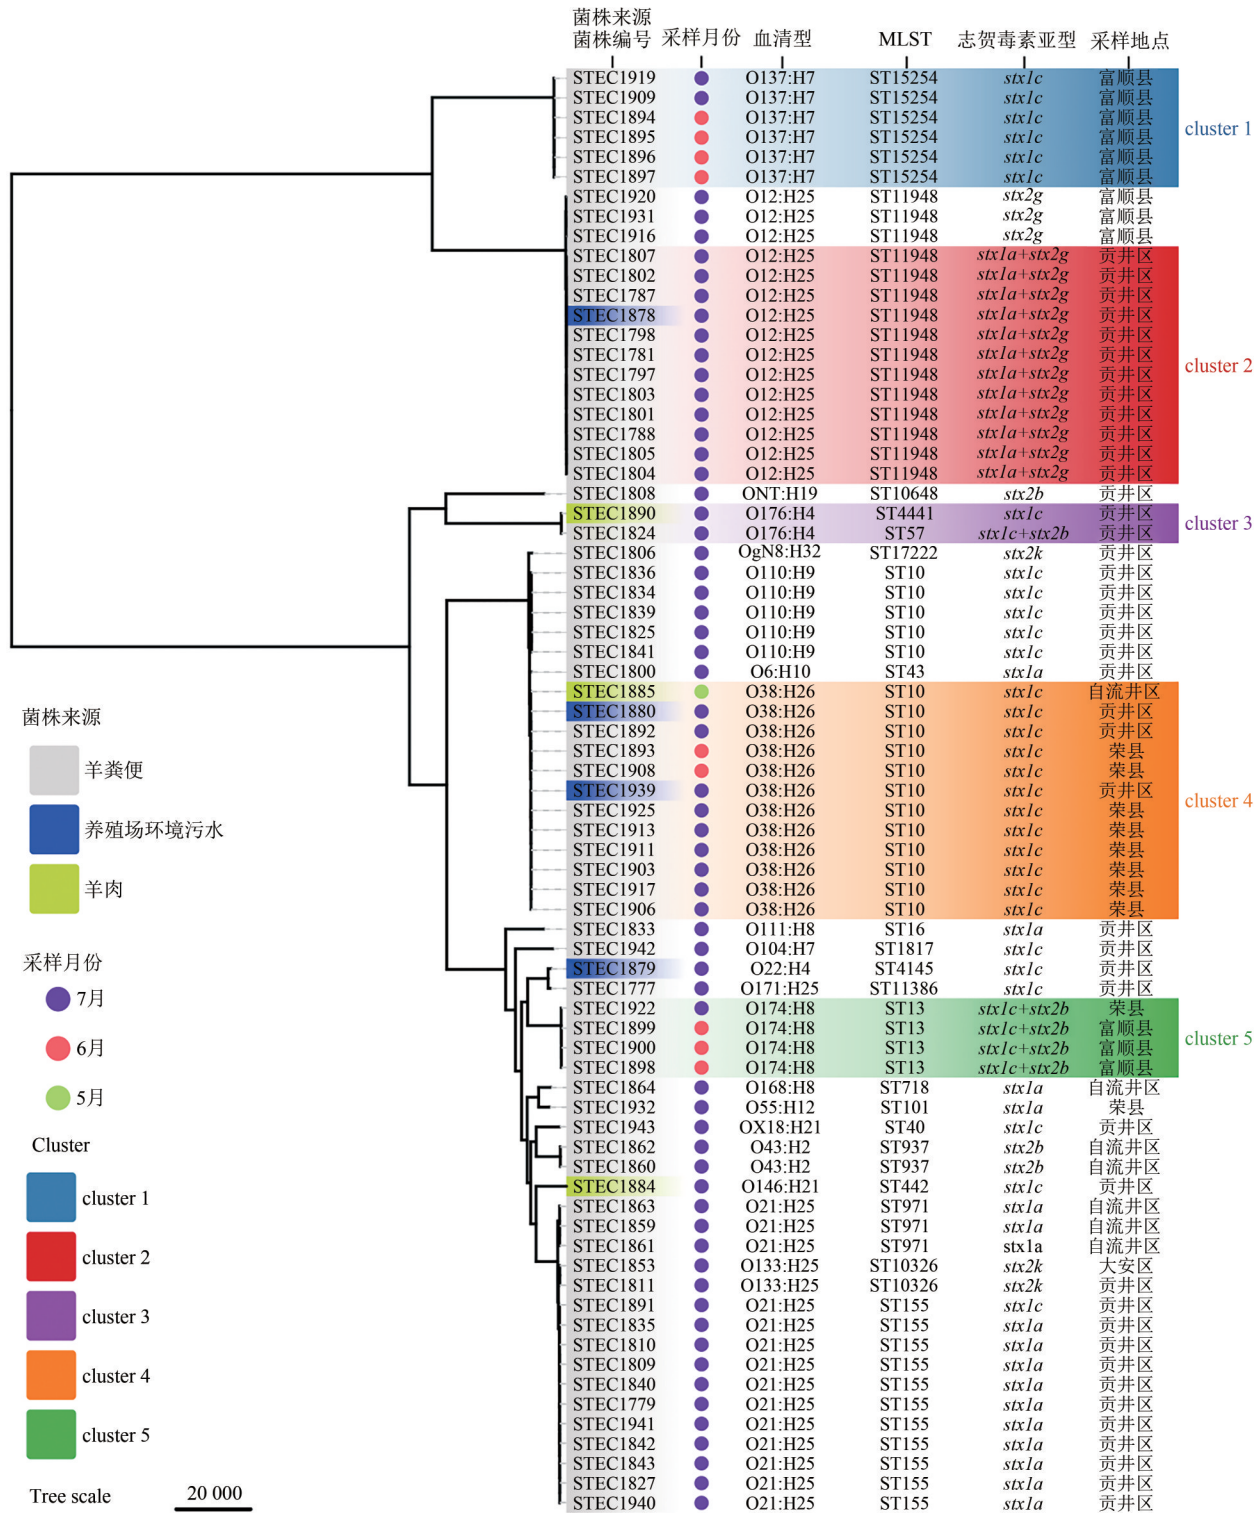 菌株来源
菌株编号 采样月份 血清型 MLST 志贺毒素亚型 采样地点
STEC1919 O137:H7 ST15254 stx1c 富顺县
STEC1909 O137:H7 ST15254 stx1c 富顺县
STEC1894 O137:H7 ST15254 stx1c 富顺县
STEC1895 O137:H7 ST15254 stx1c 富顺县
STEC1896 O137:H7 ST15254 stx1c 富顺县
STEC1897 O137:H7 ST15254 stx1c 富顺县
cluster 1
STEC1920 O12:H25 ST11948 stx2g 富顺县
STEC1931 O12:H25 ST11948 stx2g 富顺县
STEC1916 O12:H25 ST11948 stx2g 富顺县
STEC1807 O12:H25 ST11948 stx1a+stx2g 贡井区
STEC1802 O12:H25 ST11948 stx1a+stx2g 贡井区
STEC1787 O12:H25 ST11948 stx1a+stx2g 贡井区
STEC1878 O12:H25 ST11948 stx1a+stx2g 贡井区
STEC1798 O12:H25 ST11948 stx1a+stx2g 贡井区
STEC1781 O12:H25 ST11948 stx1a+stx2g 贡井区
STEC1797 O12:H25 ST11948 stx1a+stx2g 贡井区
STEC1803 O12:H25 ST11948 stx1a+stx2g 贡井区
STEC1801 O12:H25 ST11948 stx1a+stx2g 贡井区
STEC1788 O12:H25 ST11948 stx1a+stx2g 贡井区
STEC1805 O12:H25 ST11948 stx1a+stx2g 贡井区
STEC1804 O12:H25 ST11948 stx1a+stx2g 贡井区
cluster 2
STEC1808 ONT:H19 ST10648 stx2b 贡井区
STEC1890 O176:H4 ST4441 stx1c 贡井区
STEC1824 O176:H4 ST57 stx1c+stx2b 贡井区
cluster 3
STEC1806 OgN8:H32 ST17222 stx2k 贡井区
STEC1836 O110:H9 ST10 stx1c 贡井区
STEC1834 O110:H9 ST10 stx1c 贡井区
STEC1839 O110:H9 ST10 stx1c 贡井区
STEC1825 O110:H9 ST10 stx1c 贡井区
STEC1841 O110:H9 ST10 stx1c 贡井区
STEC1800 O6:H10 ST43 stx1a 贡井区
STEC1885 O38:H26 ST10 stx1c 自流井区
STEC1880 O38:H26 ST10 stx1c 贡井区
STEC1892 O38:H26 ST10 stx1c 贡井区
STEC1893 O38:H26 ST10 stx1c 荣县
STEC1908 O38:H26 ST10 stx1c 荣县
STEC1939 O38:H26 ST10 stx1c 贡井区
STEC1925 O38:H26 ST10 stx1c 荣县
STEC1913 O38:H26 ST10 stx1c 荣县
STEC1911 O38:H26 ST10 stx1c 荣县
STEC1903 O38:H26 ST10 stx1c 荣县
STEC1917 O38:H26 ST10 stx1c 荣县
STEC1906 O38:H26 ST10 stx1c 荣县
cluster 4
STEC1833 O111:H8 ST16 stx1a 贡井区
STEC1942 O104:H7 ST1817 stx1c 贡井区
STEC1879 O22:H4 ST4145 stx1c 贡井区
STEC1777 O171:H25 ST11386 stx1c 贡井区
STEC1922 O174:H8 ST13 stx1c+stx2b 荣县
STEC1899 O174:H8 ST13 stx1c+stx2b 富顺县
STEC1900 O174:H8 ST13 stx1c+stx2b 富顺县
STEC1898 O174:H8 ST13 stx1c+stx2b 富顺县
cluster 5
STEC1864 O168:H8 ST718 stx1a 自流井区
STEC1932 O55:H12 ST101 stx1a 荣县
STEC1943 OX18:H21 ST40 stx1c 贡井区
STEC1862 O43:H2 ST937 stx2b 自流井区
STEC1860 O43:H2 ST937 stx2b 自流井区
STEC1884 O146:H21 ST442 stx1c 贡井区
STEC1863 O21:H25 ST971 stx1a 自流井区
STEC1859 O21:H25 ST971 stx1a 自流井区
STEC1861 O21:H25 ST971 stx1a 自流井区
STEC1853 O133:H25 ST10326 stx2k 大安区
STEC1811 O133:H25 ST10326 stx2k 贡井区
STEC1891 O21:H25 ST155 stx1c 贡井区
STEC1835 O21:H25 ST155 stx1a 贡井区
STEC1810 O21:H25 ST155 stx1a 贡井区
STEC1809 O21:H25 ST155 stx1a 贡井区
STEC1840 O21:H25 ST155 stx1a 贡井区
STEC1779 O21:H25 ST155 stx1a 贡井区
STEC1941 O21:H25 ST155 stx1a 贡井区
STEC1842 O21:H25 ST155 stx1a 贡井区
STEC1843 O21:H25 ST155 stx1a 贡井区
STEC1827 O21:H25 ST155 stx1a 贡井区
STEC1940 O21:H25 ST155 stx1a 贡井区
菌株来源
羊粪便
养殖场环境污水
羊肉
采样月份
7月
6月
5月
Cluster
cluster 1
cluster 2
cluster 3
cluster 4
cluster 5
Tree scale 20 000